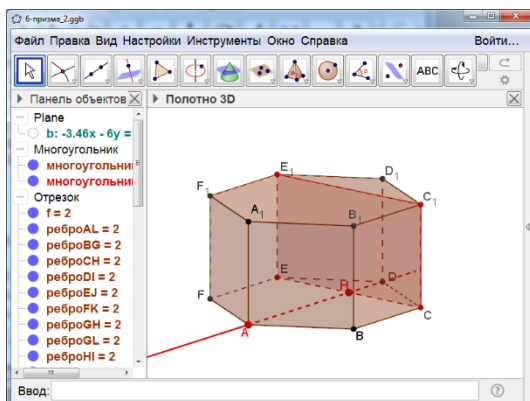 6-призма_2.ggb
Файл Правка Вид Настройки Инструменты Окно Справка Войти...
ABC
Панель объектов Полотно 3D
Plane
b: -3.46x - 6y =
Многоугольник
многоугольник
многоугольник
Отрезок
f = 2
реброAL = 2
реброBG = 2
реброCH = 2
реброDI = 2
реброEJ = 2
реброFK = 2
реброGH = 2
реброGL = 2
реброHI = 2
E1
D1
F1
C1
A1
B1
E
D
H
F
C
A
B
Ввод: